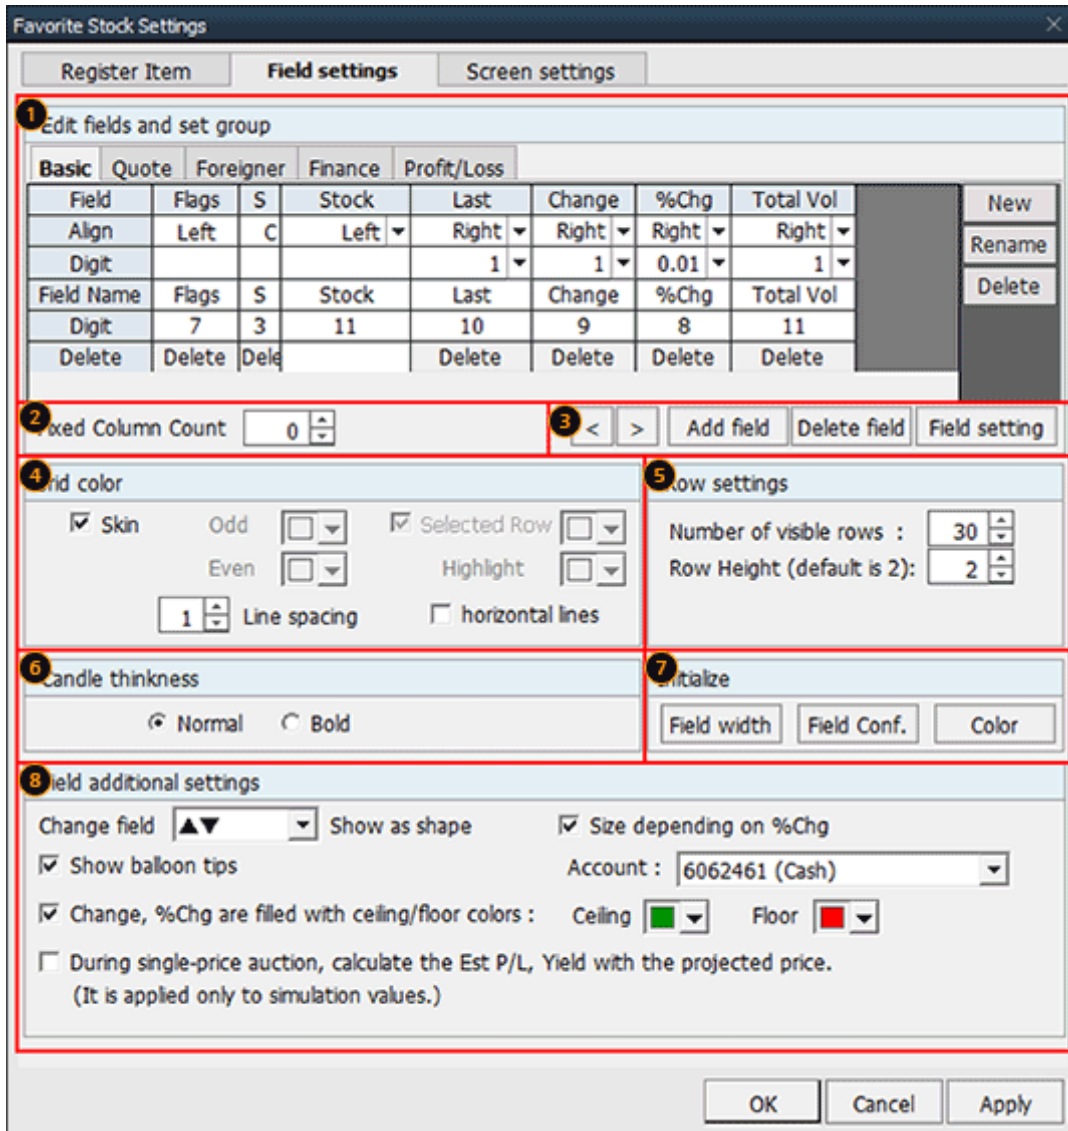 Favorite Stock Settings
Register Item Field settings Screen settings
1
Edit fields and set group
Basic Quote Foreigner Finance Profit/Loss
Field Flags S Stock Last Change %Chg Total Vol New
Align Left C Left Right Right Right Right Rename
Digit 1 1 0.01 1
Field Name Flags S Stock Last Change %Chg Total Vol Delete
Digit 7 3 11 10 9 8 11
Delete Delete Dele Delete Delete Delete Delete
2 3
ixed Column Count 0 < > Add field Delete field Field setting
4 5
rid color ow settings
Skin Odd Selected Row Number of visible rows : 30
Even Highlight Row Height (default is 2): 2
1 Line spacing horizontal lines
6 7
andle thinkness nitialize
Normal Bold Field width Field Conf. Color
8
ield additional settings
Change field ▲▼ Show as shape Size depending on %Chg
Show balloon tips Account : 6062461 (Cash)
Change, %Chg are filled with ceiling/floor colors : Ceiling Floor
During single-price auction, calculate the Est P/L, Yield with the projected price.
(It is applied only to simulation values.)
OK Cancel Apply